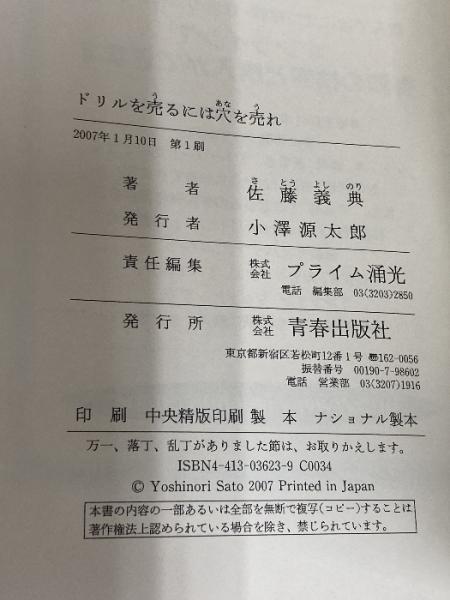 ドリルを売るには穴を売れ
2007年1月10日 第1刷
著者 佐藤義典
発行者 小澤源太郎
責任編集 株式会社 プライム涌光
電話 編集部 03(3203)2850
発行所 株式会社 青春出版社
東京都新宿区若松町12番1号 〠162-0056
振替番号 00190-7-98602
電話 営業部 03(3207)1916
印刷 中央精版印刷 製本 ナショナル製本
万一、落丁、乱丁がありました節は、お取りかえします。
ISBN4-413-03623-9 C0034
© Yoshinori Sato 2007 Printed in Japan
本書の内容の一部あるいは全部を無断で複写(コピー)することは
著作権法上認められている場合を除き、禁じられています。